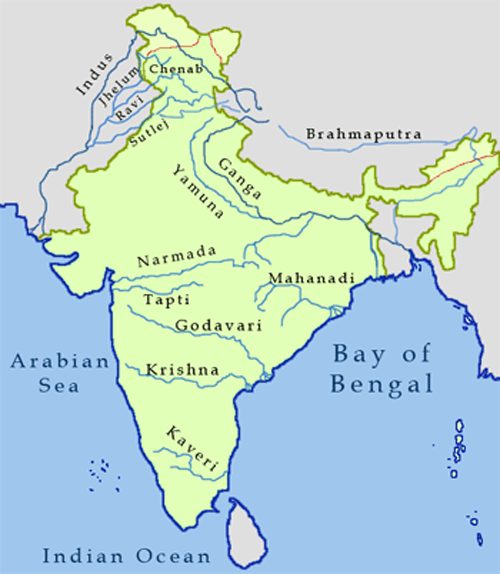 Indus
Jhelum
Chenab
Ravi
Sutlej
Brahmaputra
Ganga
Yamuna
Narmada
Mahanadi
Tapti
Godavari
Arabian
Sea
Krishna
Bay of
Bengal
Kaveri
Indian Ocean